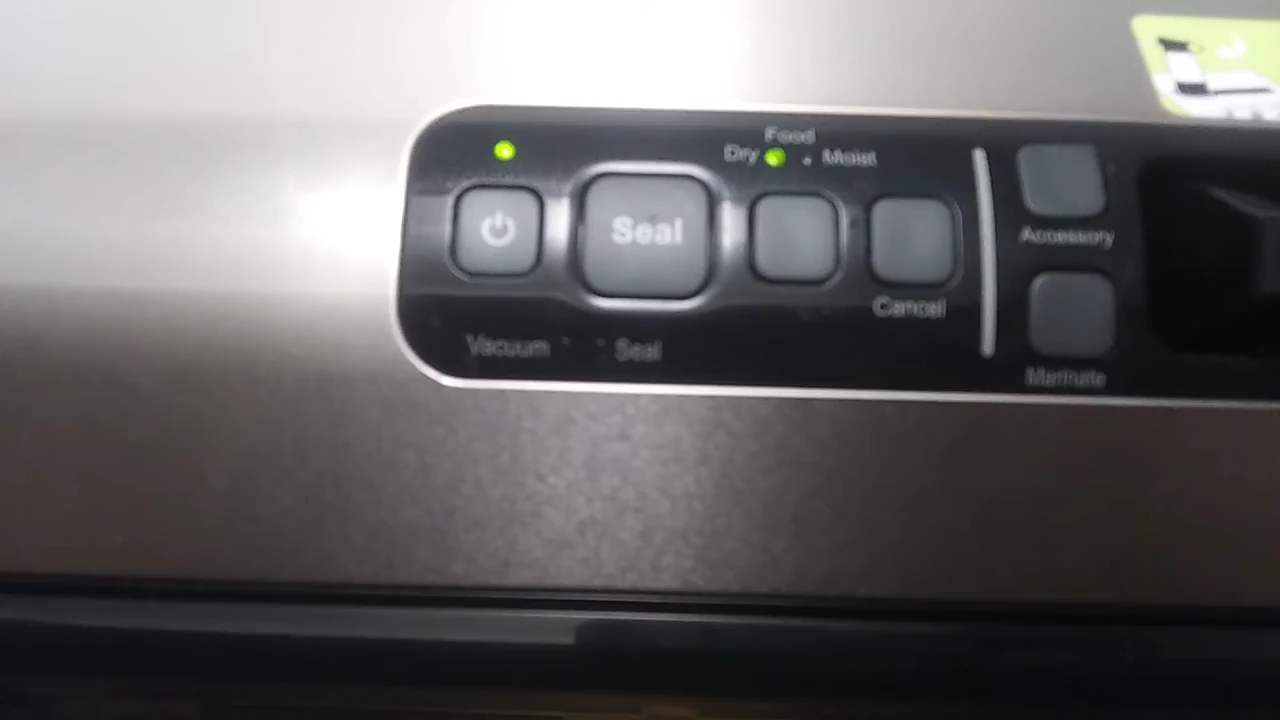 Food
Dry Moist
Seal
Cancel
Vacuum Seal
Accessory
Marinate